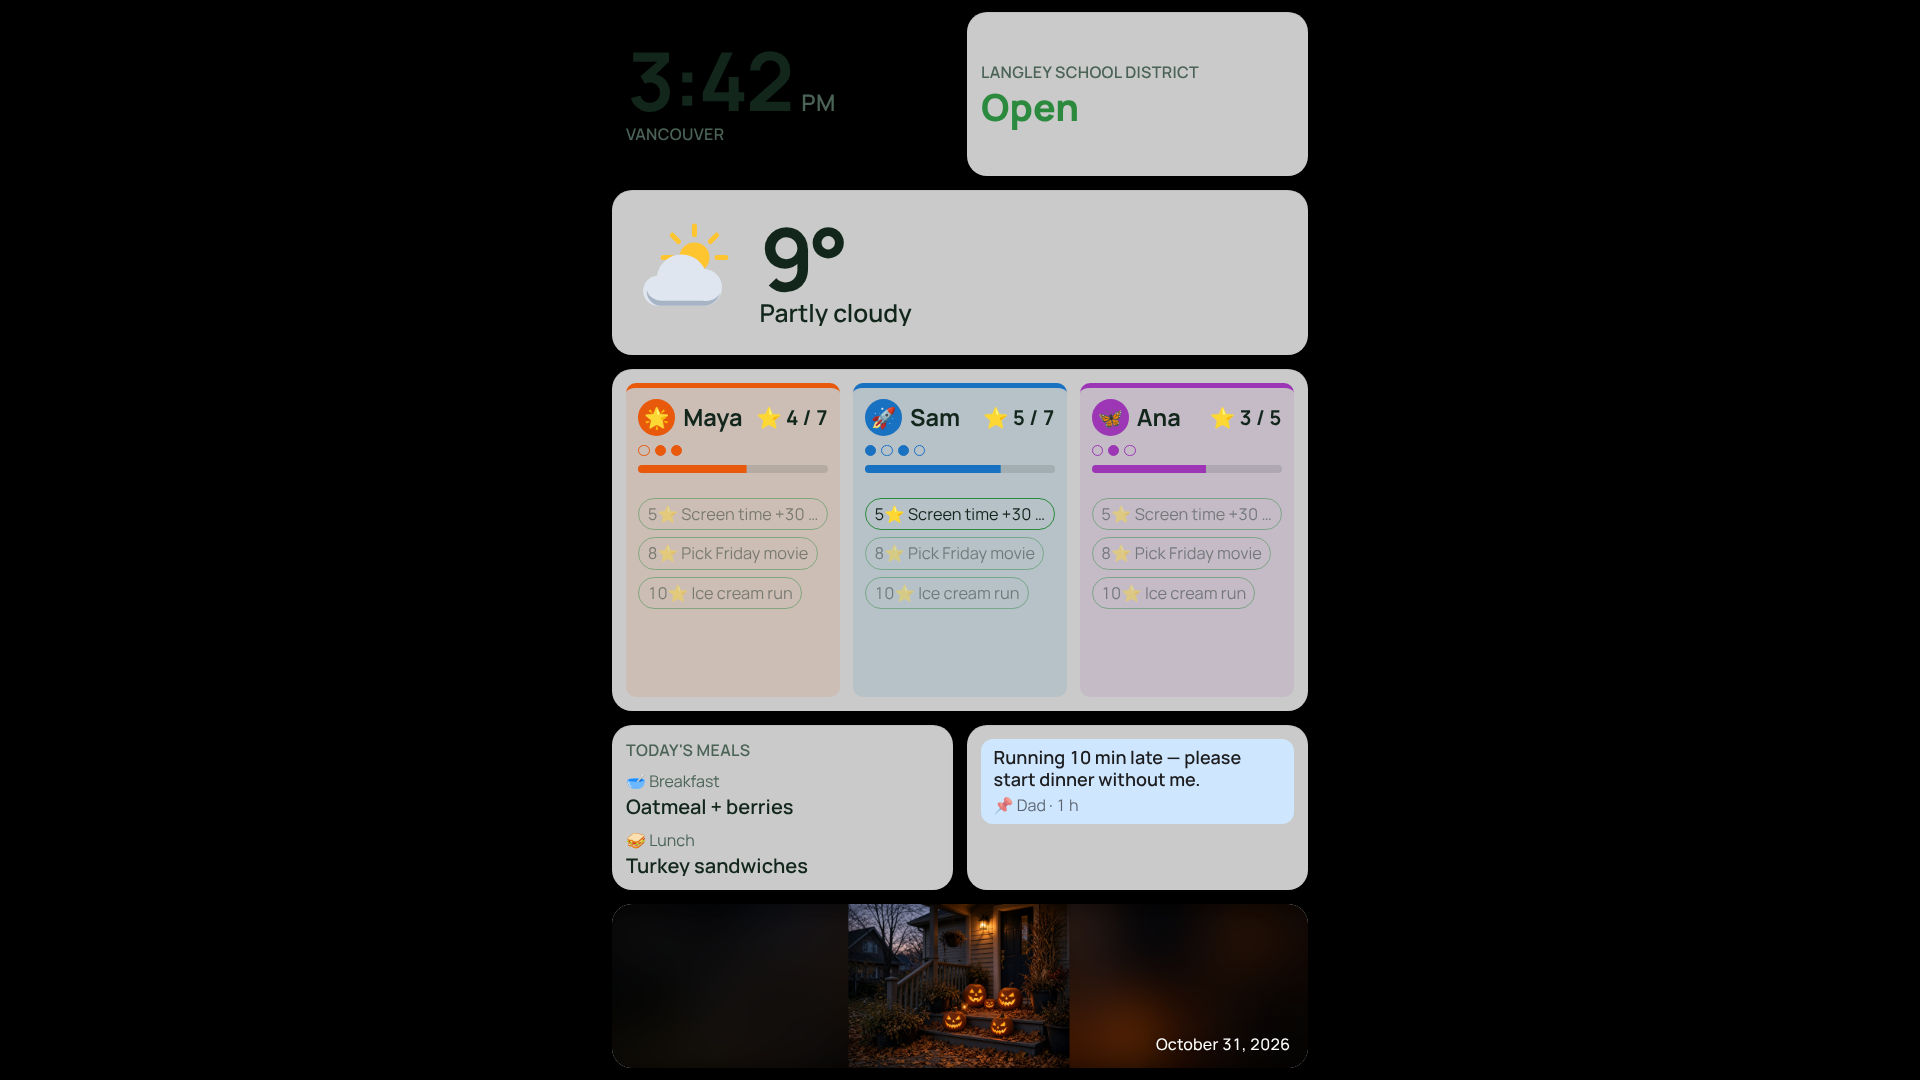 3:42 PM
VANCOUVER
LANGLEY SCHOOL DISTRICT
Open
9°
Partly cloudy
Maya ⭐ 4 / 7
5⭐ Screen time +30 ...
8⭐ Pick Friday movie
10⭐ Ice cream run
Sam ⭐ 5 / 7
5⭐ Screen time +30 ...
8⭐ Pick Friday movie
10⭐ Ice cream run
Ana ⭐ 3 / 5
5⭐ Screen time +30 ...
8⭐ Pick Friday movie
10⭐ Ice cream run
TODAY'S MEALS
Breakfast
Oatmeal + berries
Lunch
Turkey sandwiches
Running 10 min late — please
start dinner without me.
📌 Dad · 1 h
October 31, 2026